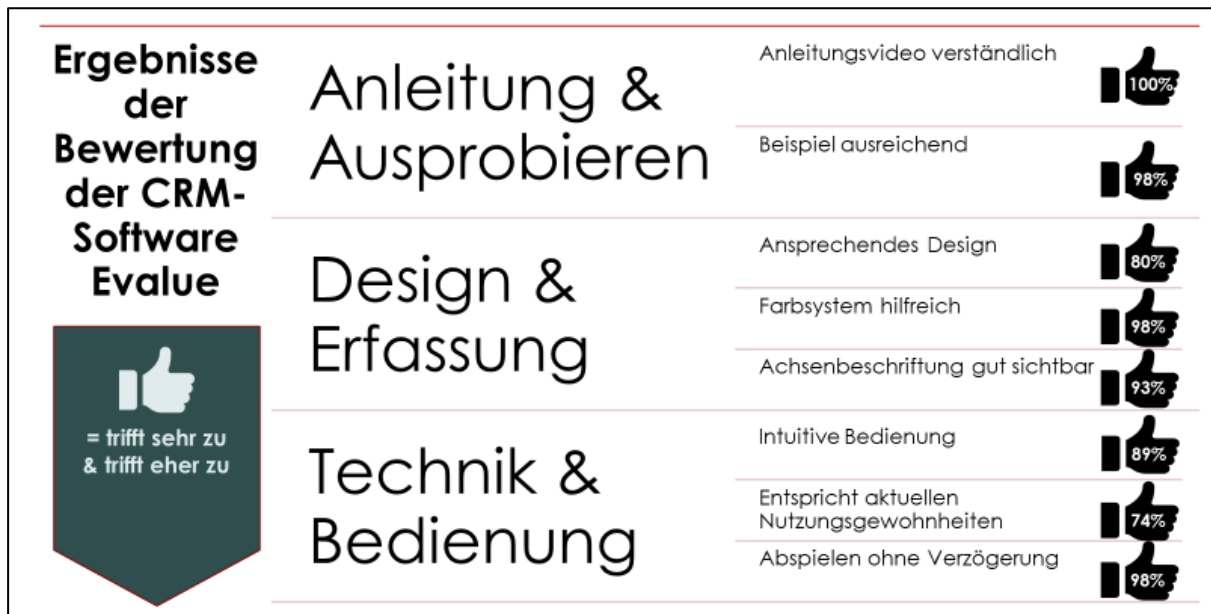 Ergebnisse
der
Bewertung
der CRM-
Software
Evalue
= trifft sehr zu
& trifft eher zu
Anleitung &
Ausprobieren
Anleitungsvideo verständlich
100%
Beispiel ausreichend
98%
Design &
Erfassung
Ansprechendes Design
80%
Farbsystem hilfreich
98%
Achsenbeschriftung gut sichtbar
93%
Technik &
Bedienung
Intuitive Bedienung
89%
Entspricht aktuellen
Nutzungsgewohnheiten
74%
Abspielen ohne Verzögerung
98%